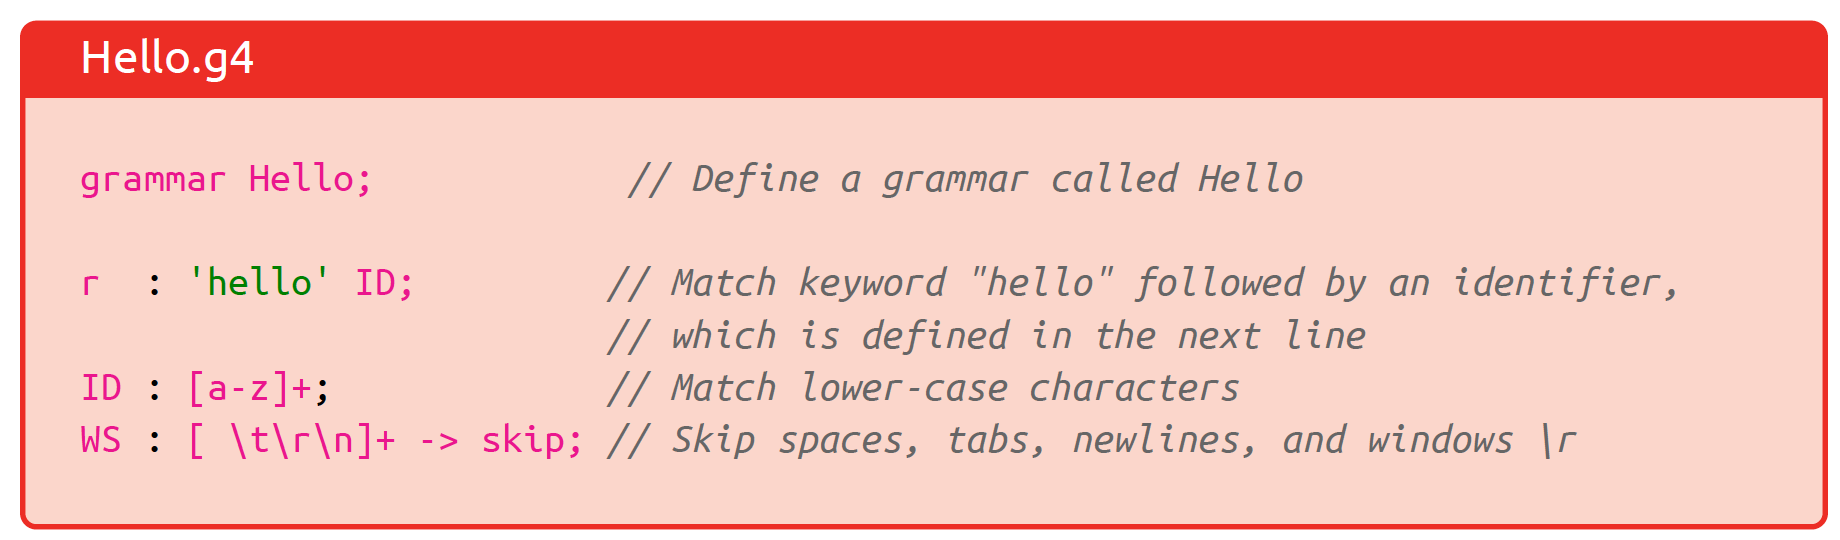 Hello.g4
grammar Hello;               // Define a grammar called Hello
r  : 'hello' ID;         // Match keyword "hello" followed by an identifier,
                         // which is defined in the next line
ID : [a-z]+;             // Match lower-case characters
WS : [ \t\r\n]+ -> skip; // Skip spaces, tabs, newlines, and windows \r